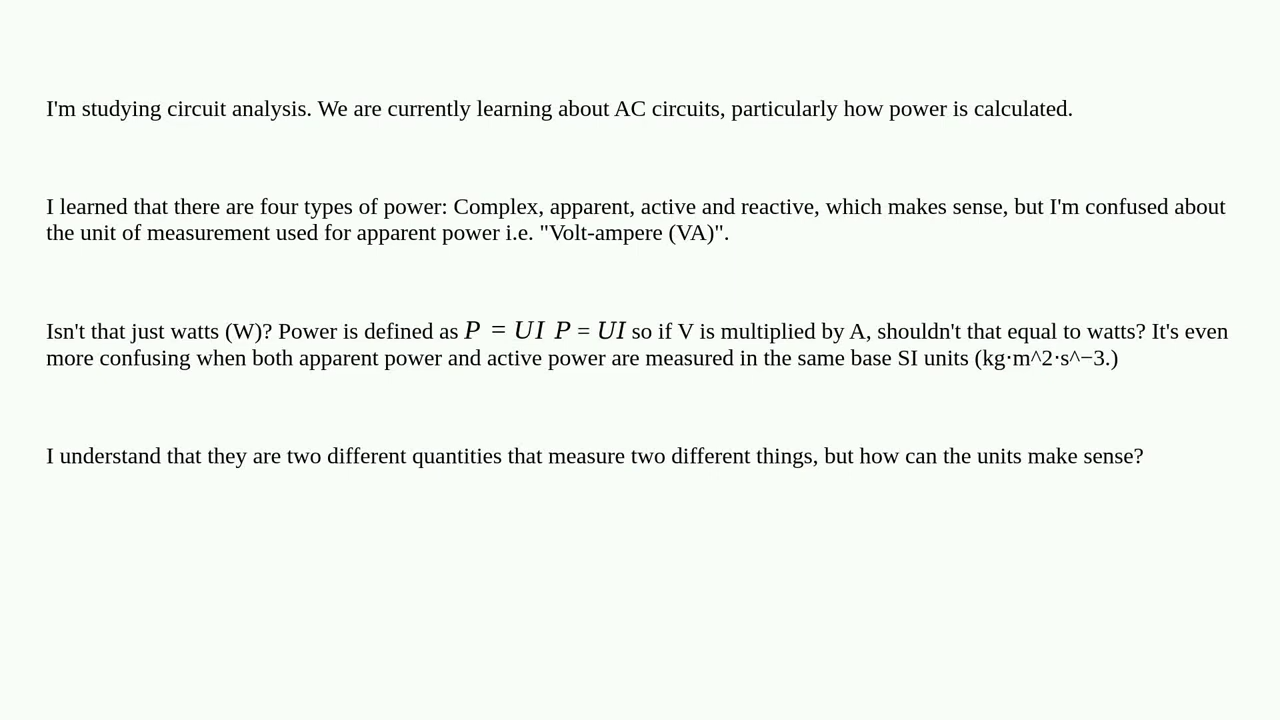 I'm studying circuit analysis. We are currently learning about AC circuits, particularly how power is calculated.
I learned that there are four types of power: Complex, apparent, active and reactive, which makes sense, but I'm confused about
the unit of measurement used for apparent power i.e. "Volt-ampere (VA)".
Isn't that just watts (W)? Power is defined as P = UI P = UI so if V is multiplied by A, shouldn't that equal to watts? It's even
more confusing when both apparent power and active power are measured in the same base SI units (kg·m^2·s^−3.)
I understand that they are two different quantities that measure two different things, but how can the units make sense?